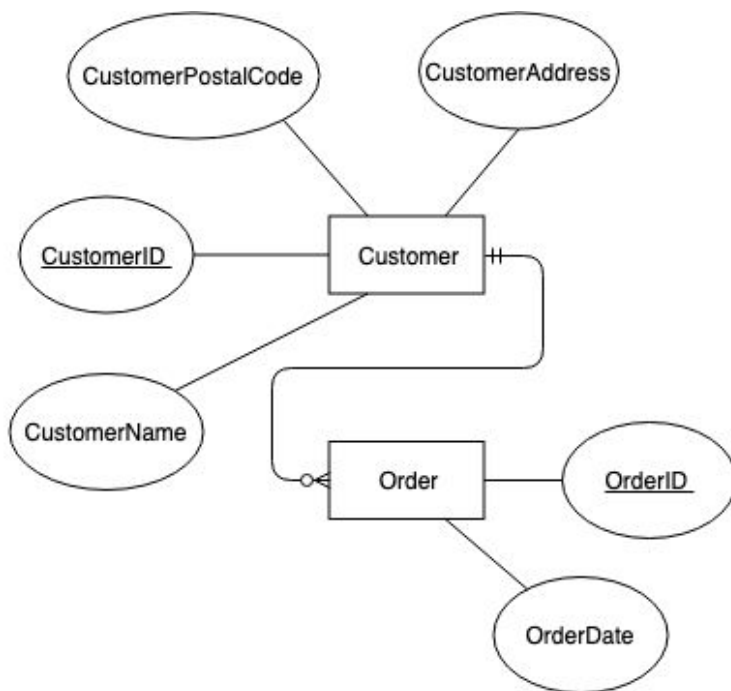 CustomerPostalCode
CustomerAddress
CustomerID
Customer
CustomerName
Order
OrderID
OrderDate